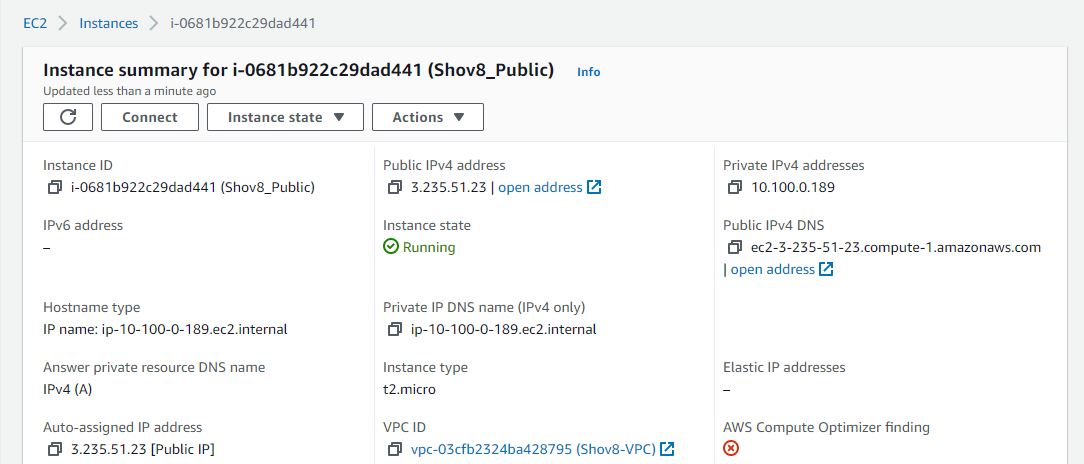 EC2 > Instances > i-0681b922c29dad441
Instance summary for i-0681b922c29dad441 (Shov8_Public) Info
Updated less than a minute ago
Connect Instance state Actions
Instance ID
i-0681b922c29dad441 (Shov8_Public)
Public IPv4 address
3.235.51.23 | open address
Private IPv4 addresses
10.100.0.189
IPv6 address
–
Instance state
Running
Public IPv4 DNS
ec2-3-235-51-23.compute-1.amazonaws.com
| open address
Hostname type
IP name: ip-10-100-0-189.ec2.internal
Private IP DNS name (IPv4 only)
ip-10-100-0-189.ec2.internal
Answer private resource DNS name
IPv4 (A)
Instance type
t2.micro
Elastic IP addresses
–
Auto-assigned IP address
3.235.51.23 [Public IP]
VPC ID
vpc-03cfb2324ba428795 (Shov8-VPC)
AWS Compute Optimizer finding